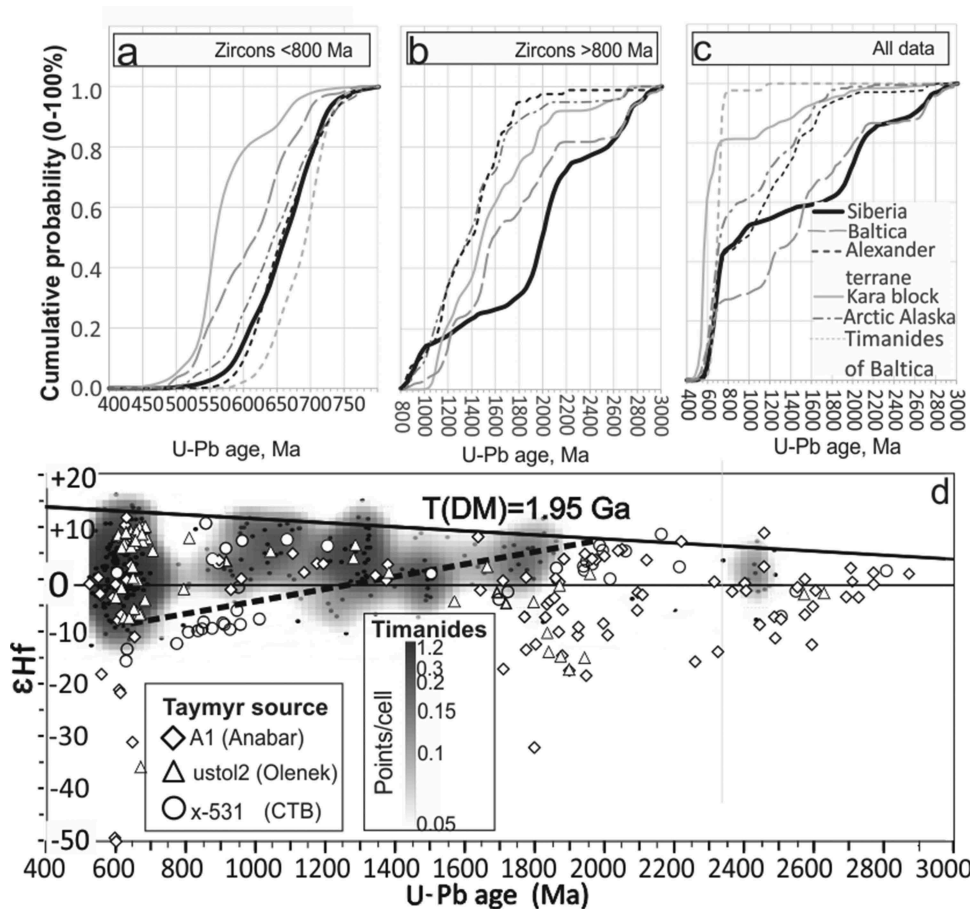 a
Zircons <800 Ma
b
Zircons >800 Ma
c
All data
Cumulative probability (0-100%)
1.0
0.8
0.6
0.4
0.2
0.0
400 450 500 550 600 650 700 750
800 1000 1200 1400 1600 1800 2000 2200 2400 2600 3000
400 600 800 1000 1200 1400 1600 1800 2000 2200 2400 2600 3000
U-Pb age, Ma
U-Pb age, Ma
U-Pb age, Ma
Siberia
Baltica
Alexander
terrane
Kara block
Arctic Alaska
Timanides
of Baltica
d
T(DM)=1.95 Ga
εHf
+20
+10
0
-10
-20
-30
-40
-50
Taymyr source
A1 (Anabar)
ustol2 (Olenek)
x-531 (CTB)
Timanides
Points/cell
1.2
0.3
0.2
0.15
0.1
0.05
400 600 800 1000 1200 1400 1600 1800 2000 2200 2400 2600 2800 3000
U-Pb age (Ma)